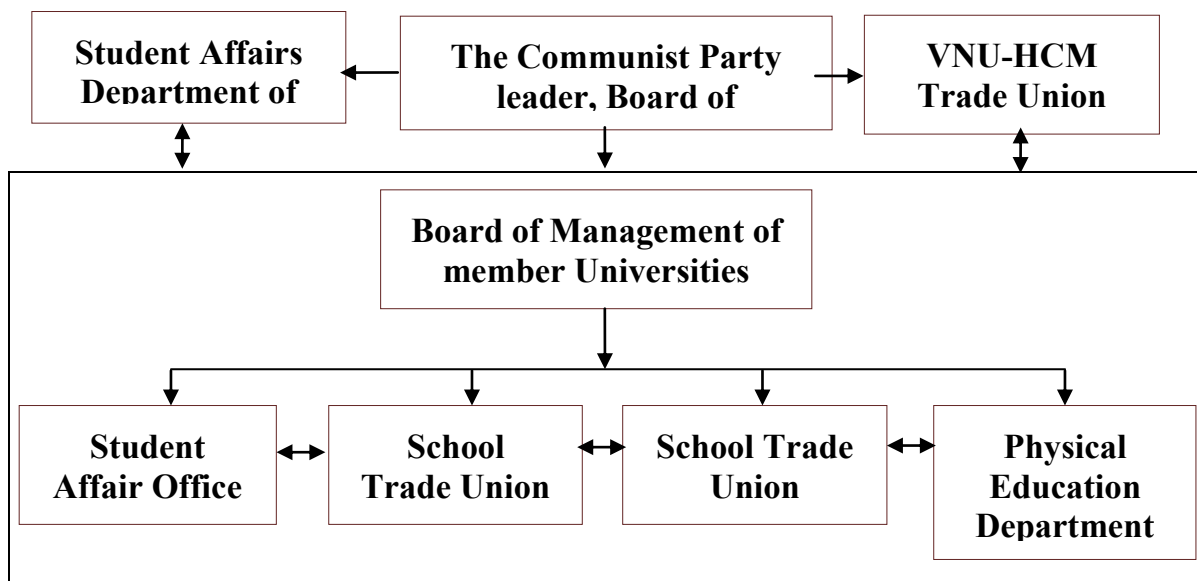 Student Affairs
Department of
The Communist Party
leader, Board of
VNU-HCM
Trade Union
Board of Management of
member Universities
Student
Affair Office
School
Trade Union
School Trade
Union
Physical
Education
Department